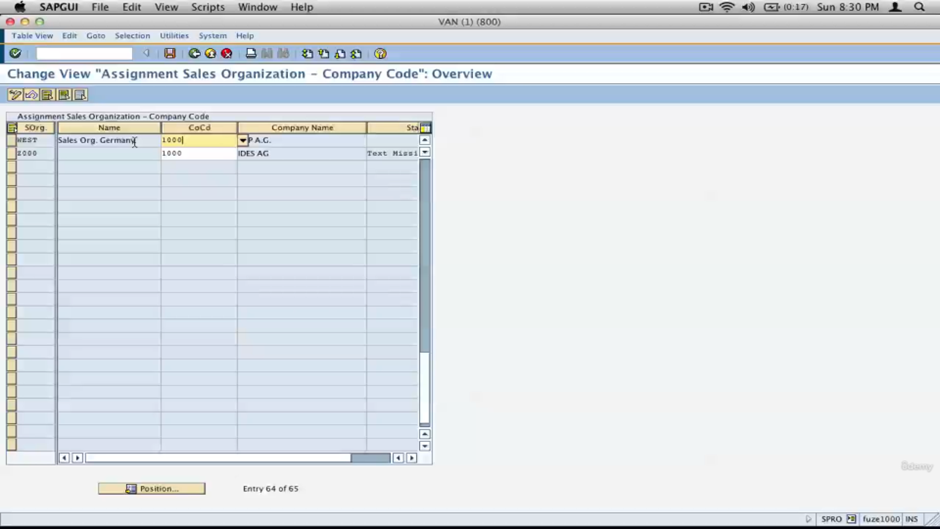 SAPGUI File Edit View Scripts Window Help (0:17) Sun 8:30 PM
VAN (1) (800)
Table View Edit Goto Selection Utilities System Help
Change View "Assignment Sales Organization - Company Code": Overview
Assignment Sales Organization - Company Code
SOrg. Name CoCd Company Name Sta
WEST Sales Org. Germany 1000 P A.G.
1000 IDES AG Text Missi
Position... Entry 64 of 65
Udemy
SPRO fuze1000 INS